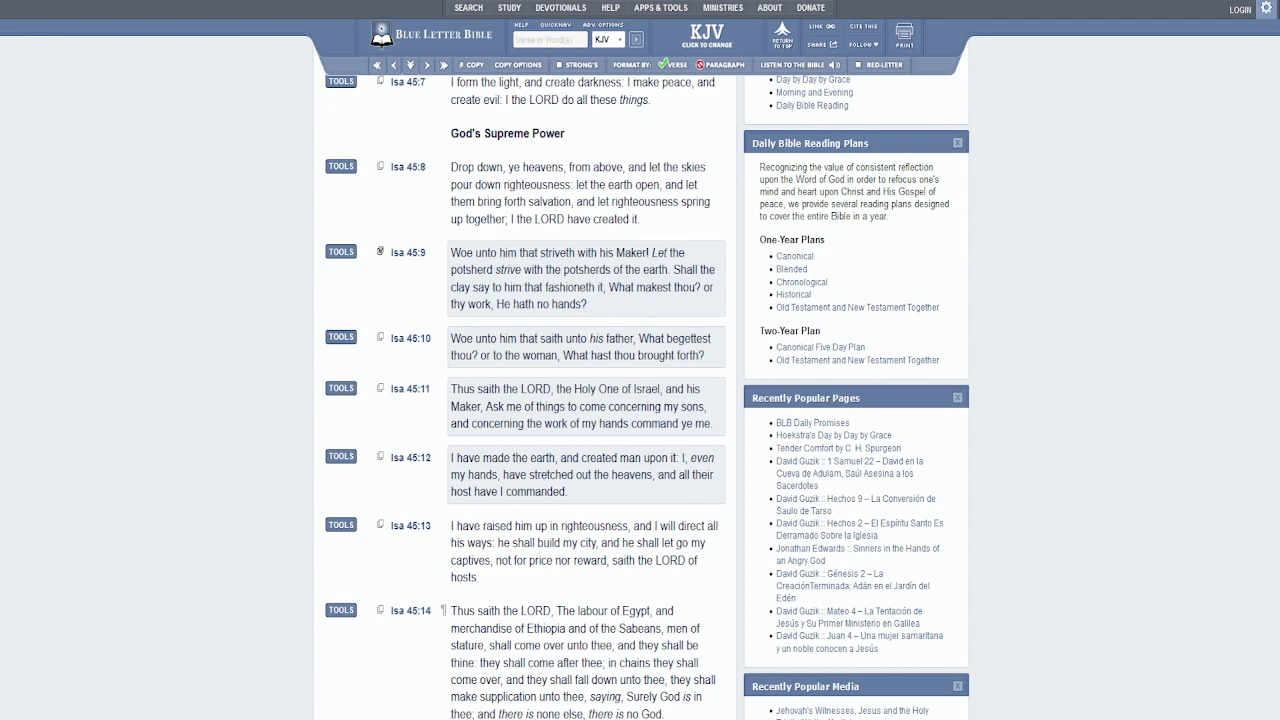 SEARCH STUDY DEVOTIONALS HELP APPS & TOOLS MINISTRIES ABOUT DONATE LOGIN
BLUE LETTER BIBLE
HELP QUICKNAV ADV. OPTIONS
Verse or Word(s) KJV
KJV
CLICK TO CHANGE
RETURN
TO TOP
LINK CITE THIS
SHARE FOLLOW
PRINT
COPY COPY OPTIONS STRONG'S FORMAT BY: VERSE PARAGRAPH LISTEN TO THE BIBLE RED-LETTER
TOOLS Isa 45:7 I form the light, and create darkness: I make peace, and
create evil: I the LORD do all these things.
God's Supreme Power
TOOLS Isa 45:8 Drop down, ye heavens, from above, and let the skies
pour down righteousness: let the earth open, and let
them bring forth salvation, and let righteousness spring
up together; I the LORD have created it.
TOOLS Isa 45:9 Woe unto him that striveth with his Maker! Let the
potsherd strive with the potsherds of the earth. Shall the
clay say to him that fashioneth it, What makest thou? or
thy work, He hath no hands?
TOOLS Isa 45:10 Woe unto him that saith unto his father, What begettest
thou? or to the woman, What hast thou brought forth?
TOOLS Isa 45:11 Thus saith the LORD, the Holy One of Israel, and his
Maker, Ask me of things to come concerning my sons,
and concerning the work of my hands command ye me.
TOOLS Isa 45:12 I have made the earth, and created man upon it: I, even
my hands, have stretched out the heavens, and all their
host have I commanded.
TOOLS Isa 45:13 I have raised him up in righteousness, and I will direct all
his ways: he shall build my city, and he shall let go my
captives, not for price nor reward, saith the LORD of
hosts.
TOOLS Isa 45:14 ¶ Thus saith the LORD, The labour of Egypt, and
merchandise of Ethiopia and of the Sabeans, men of
stature, shall come over unto thee, and they shall be
thine: they shall come after thee; in chains they shall
come over, and they shall fall down unto thee, they shall
make supplication unto thee, saying, Surely God is in
thee; and there is none else, there is no God.
• Day by Day by Grace
• Morning and Evening
• Daily Bible Reading
Daily Bible Reading Plans
Recognizing the value of consistent reflection
upon the Word of God in order to refocus one's
mind and heart upon Christ and His Gospel of
peace, we provide several reading plans designed
to cover the entire Bible in a year.
One-Year Plans
• Canonical
• Blended
• Chronological
• Historical
• Old Testament and New Testament Together
Two-Year Plan
• Canonical Five Day Plan
• Old Testament and New Testament Together
Recently Popular Pages
• BLB Daily Promises
• Hoekstra's Day by Day by Grace
• Tender Comfort by C. H. Spurgeon
• David Guzik :: 1 Samuel 22 – David en la
Cueva de Adulam, Saúl Asesina a los
Sacerdotes
• David Guzik :: Hechos 9 – La Conversión de
Saulo de Tarso
• David Guzik :: Hechos 2 – El Espíritu Santo Es
Derramado Sobre la Iglesia
• Jonathan Edwards :: Sinners in the Hands of
an Angry God
• David Guzik :: Génesis 2 – La
CreaciónTerminada; Adán en el Jardín del
Edén
• David Guzik :: Mateo 4 – La Tentación de
Jesús y Su Primer Ministerio en Galilea
• David Guzik :: Juan 4 – Una mujer samaritana
y un noble conocen a Jesús
Recently Popular Media
• Jehovah's Witnesses, Jesus and the Holy